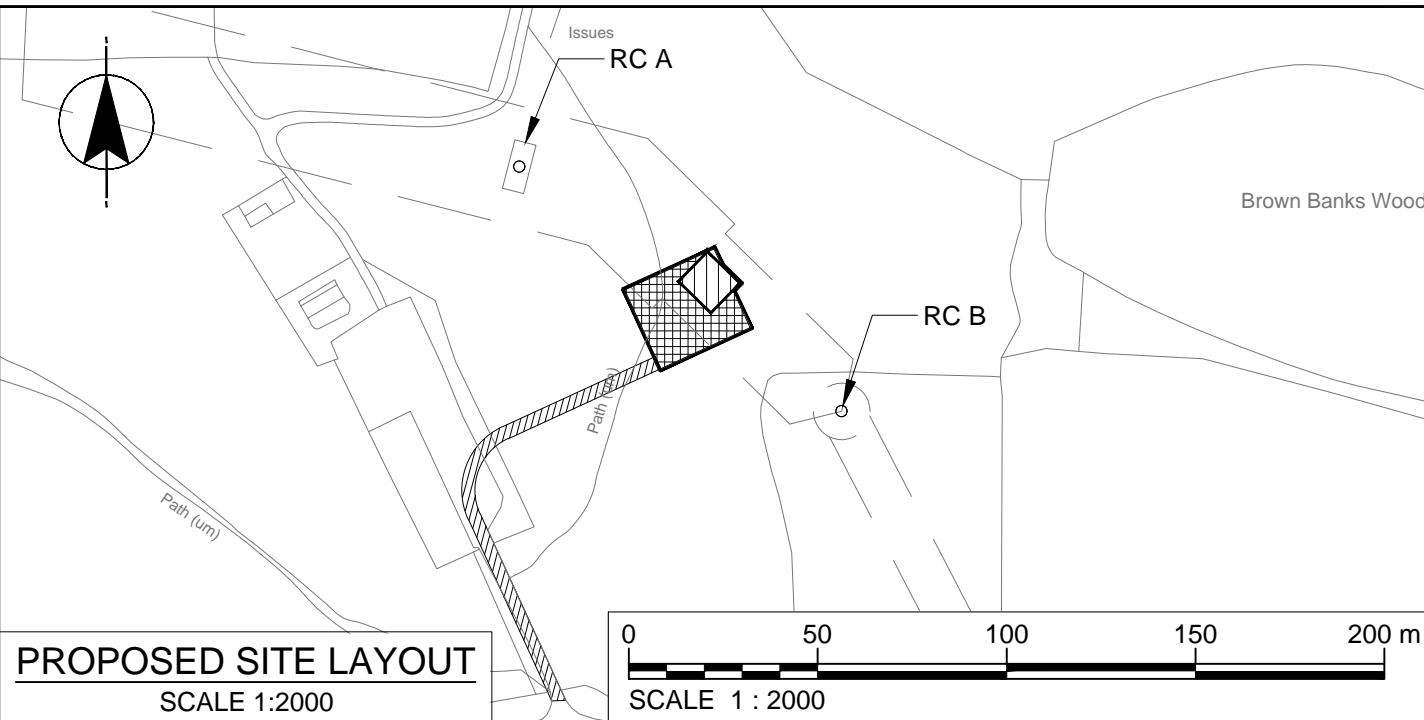 Issues
RC A
Brown Banks Wood
RC B
Path (um)
Path (um)
PROPOSED SITE LAYOUT
SCALE 1:2000
0 50 100 150 200 m
SCALE 1 : 2000